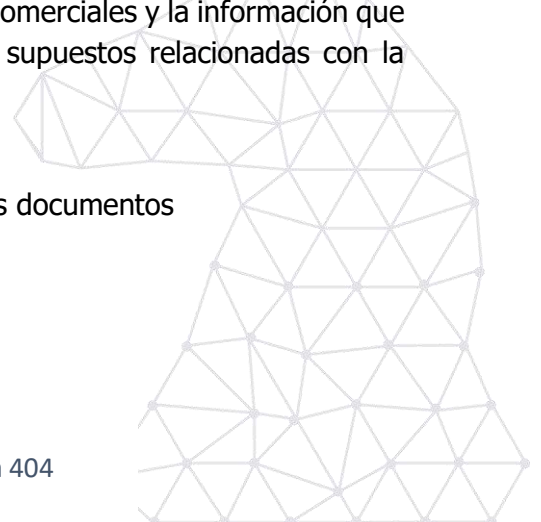 omerciales y la información que
supuestos relacionadas con la
s documentos
404